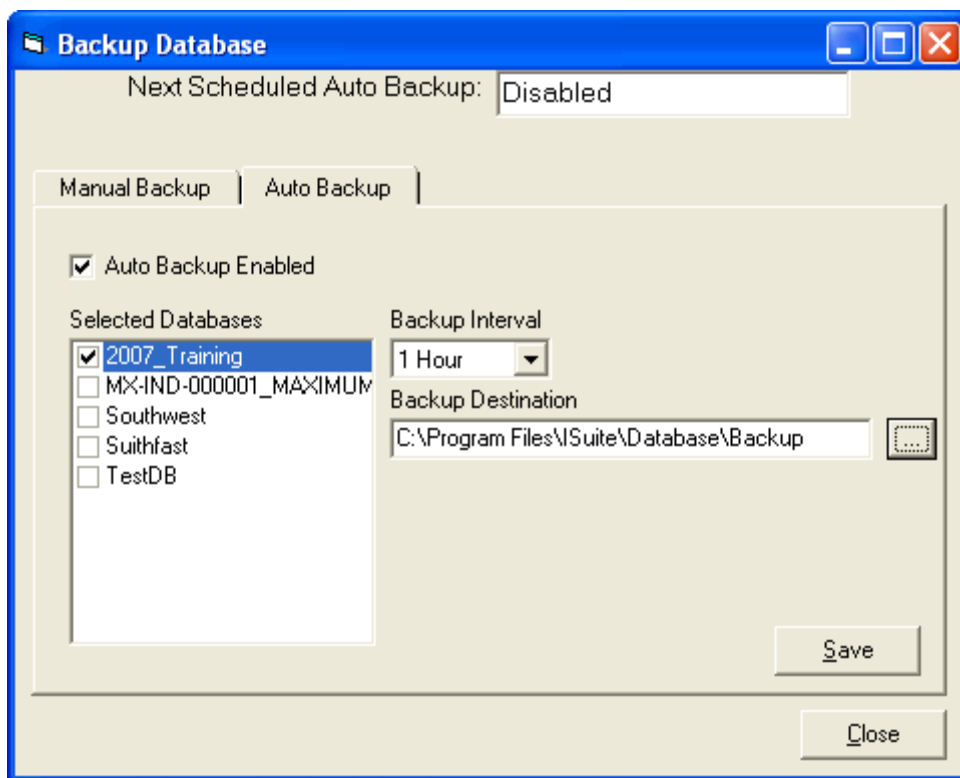 Backup Database
Next Scheduled Auto Backup: Disabled
Manual Backup Auto Backup
Auto Backup Enabled
Selected Databases
2007_Training
MX-IND-000001_MAXIMUM
Southwest
Suithfast
TestDB
Backup Interval
1 Hour
Backup Destination
C:\Program Files\ISuite\Database\Backup
...
Save
Close